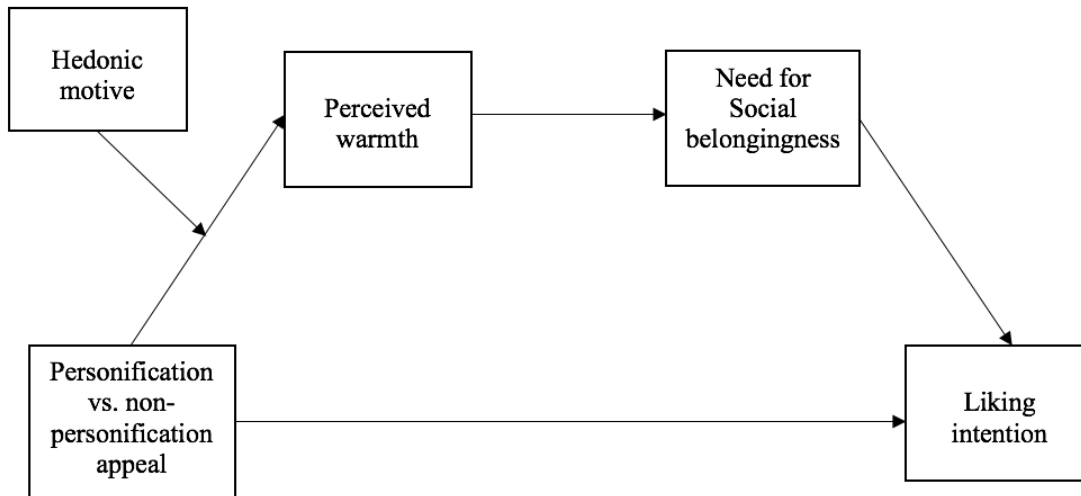 Hedonic
motive
Perceived
warmth
Need for
Social
belongingness
Personification
vs. non-
personification
appeal
Liking
intention